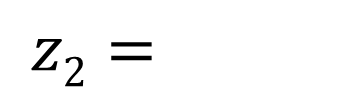 z₂ =